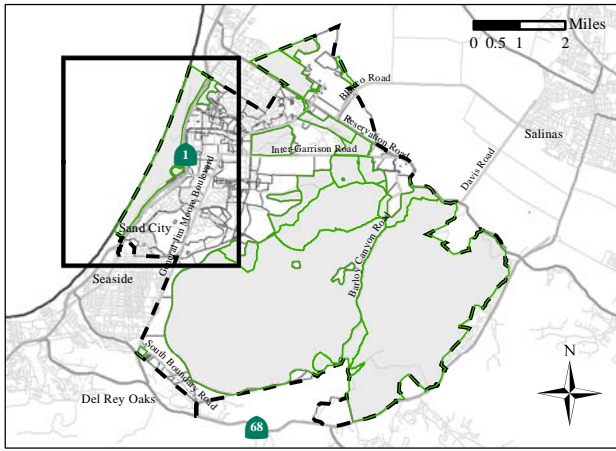 Miles
0 0.5 1 2
Blanco Road
Reservation Road
Salinas
Inter-Garrison Road
1
Davis Road
General Jim Moore Boulevard
Sand City
Barloy Canyon Road
Seaside
South Boundary Road
N
Del Rey Oaks
68